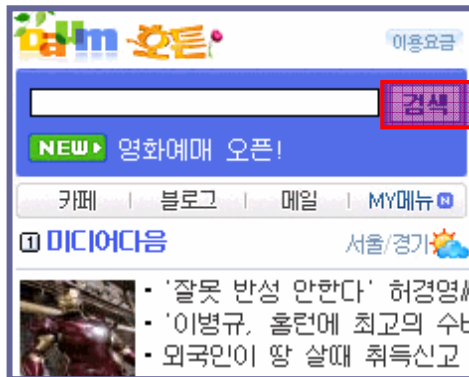 Daum 호튼 이용요금
검색
NEW 영화예매 오픈!
카페 블로그 메일 MY메뉴 N
1 미디어다음 서울/경기
· '잘못 반성 안한다' 허경영
· '이병규, 홈런에 최고의 수비
· 외국인이 땅 살때 취득신고